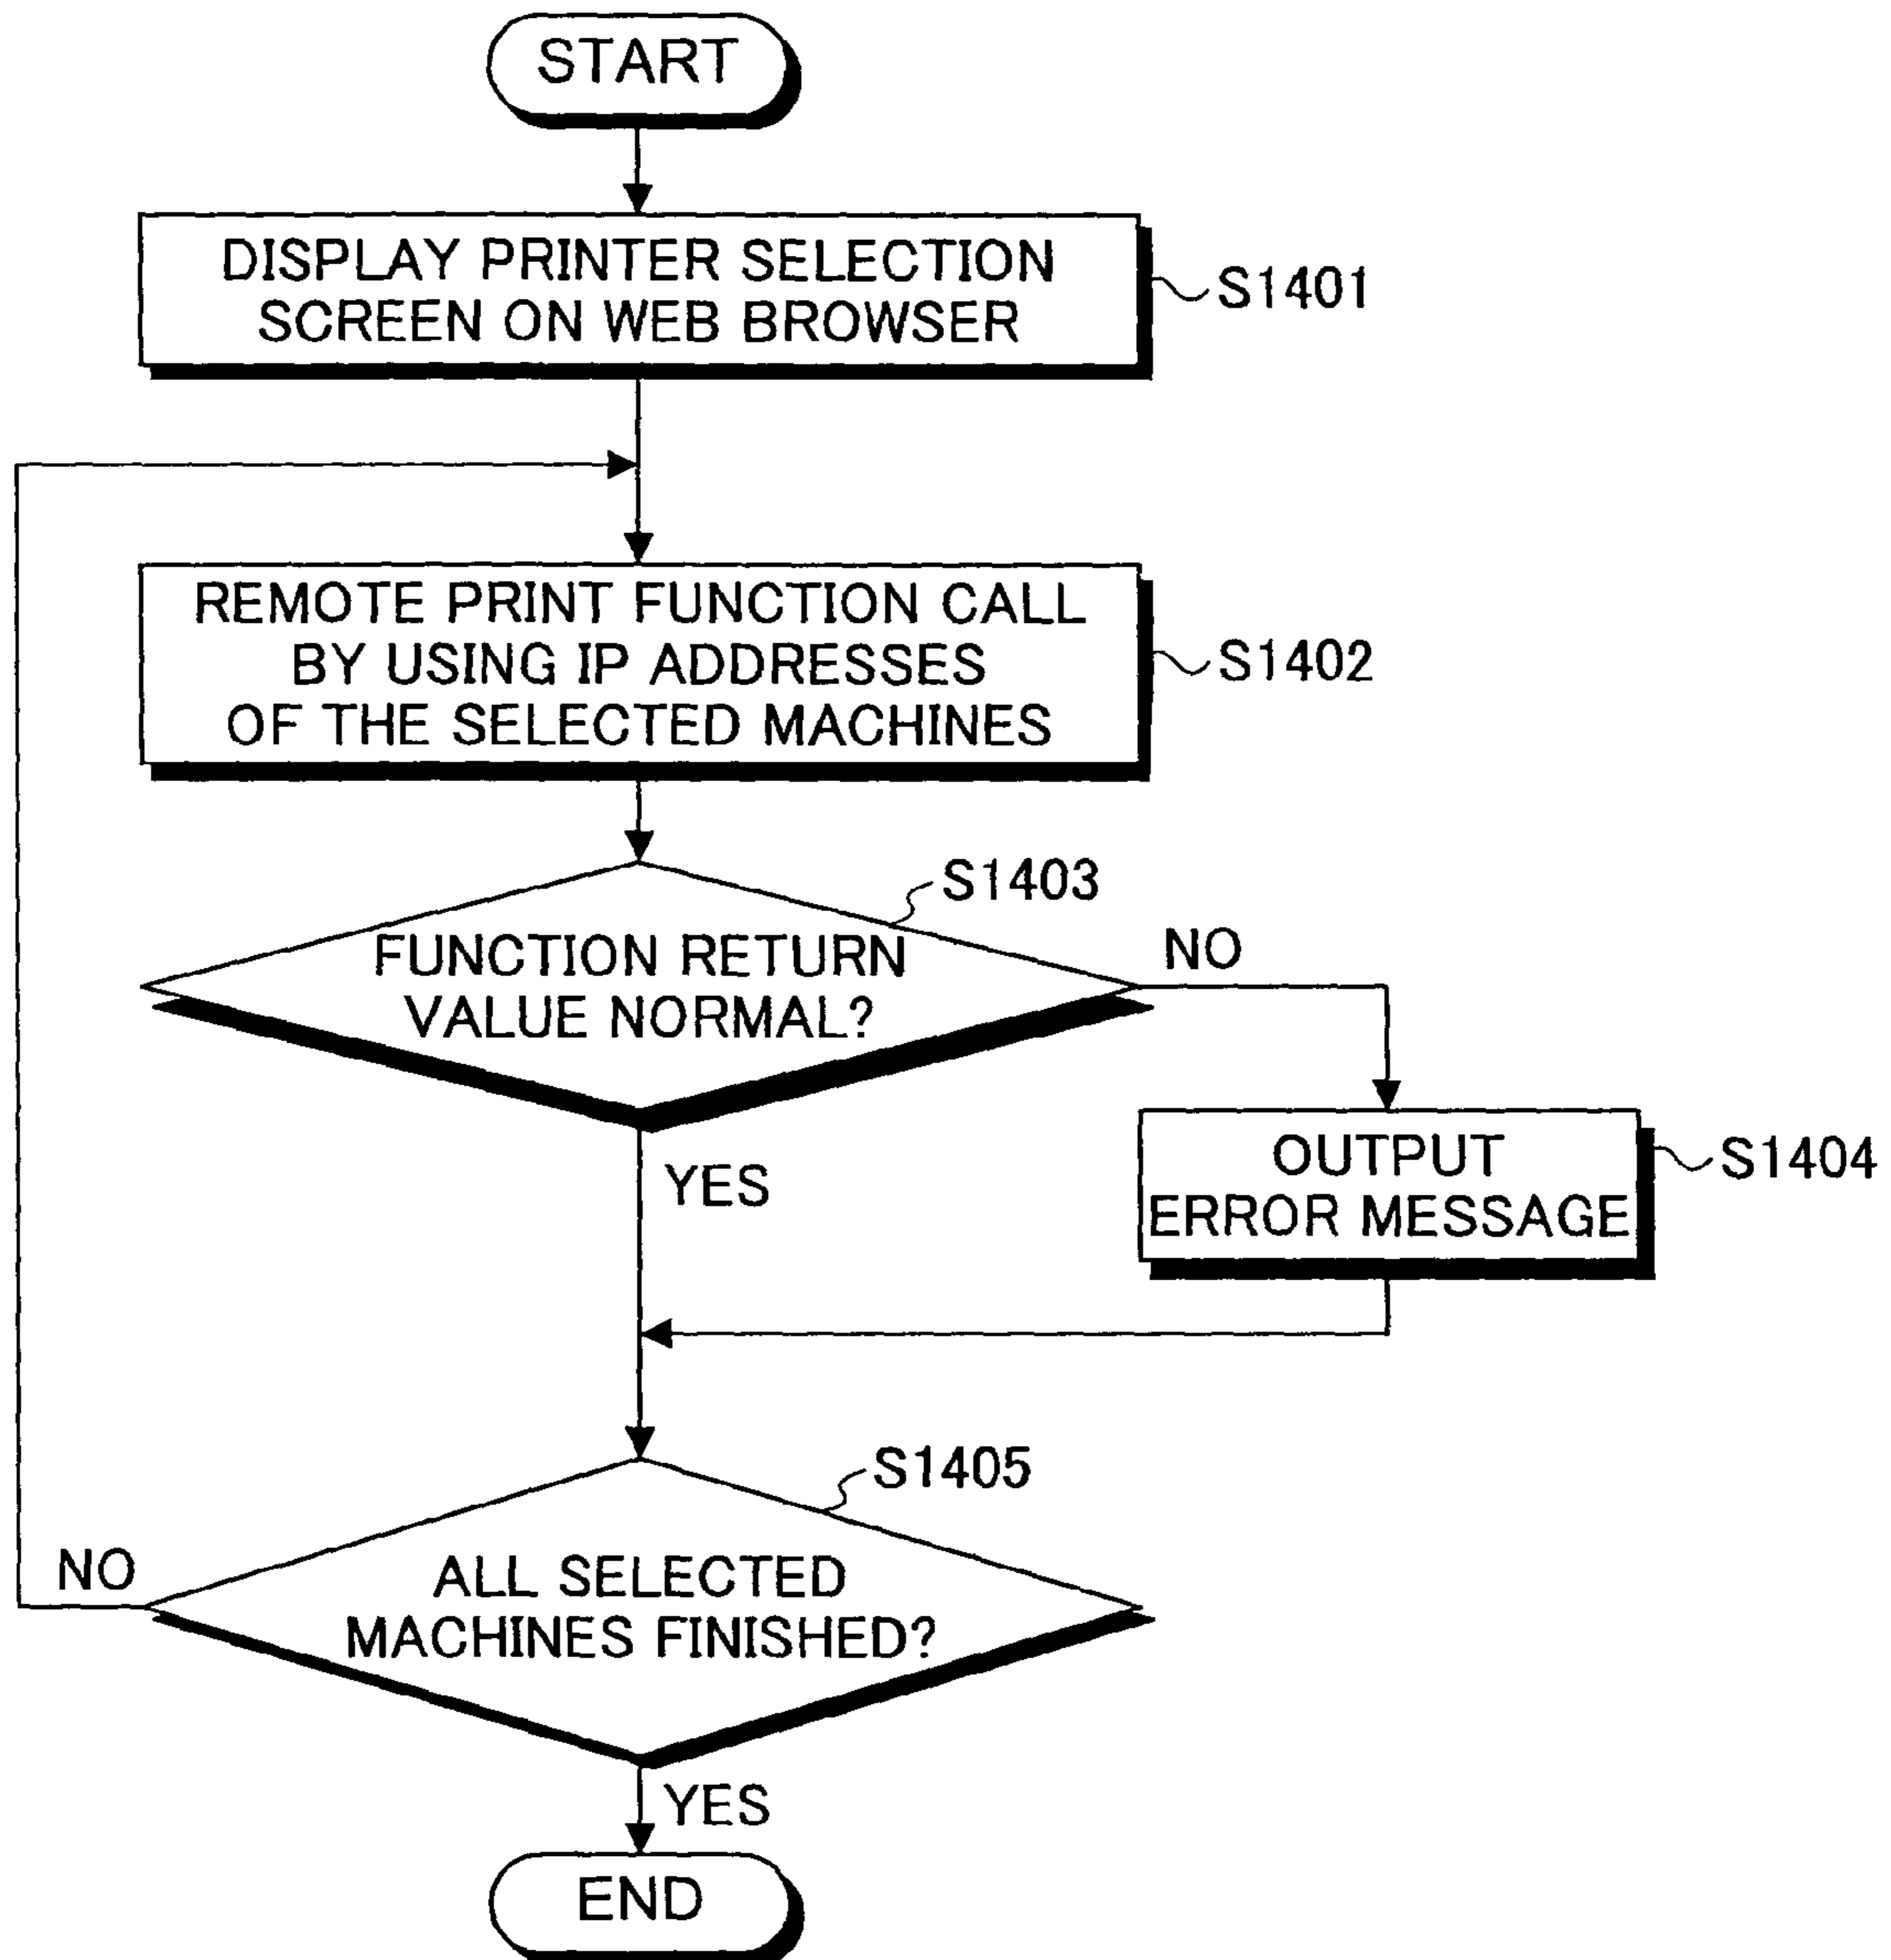 START
DISPLAY PRINTER SELECTION
SCREEN ON WEB BROWSER
S1401
REMOTE PRINT FUNCTION CALL
BY USING IP ADDRESSES
OF THE SELECTED MACHINES
S1402
S1403
FUNCTION RETURN
VALUE NORMAL?
NO
YES
OUTPUT
ERROR MESSAGE
S1404
S1405
ALL SELECTED
MACHINES FINISHED?
NO
YES
END